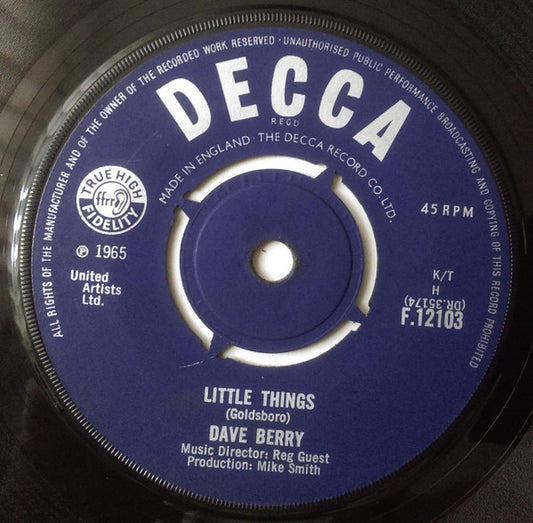 ALL RIGHTS OF THE MANUFACTURER AND OF THE OWNER OF THE RECORDED WORK RESERVED · UNAUTHORISED PUBLIC PERFORMANCE BROADCASTING AND COPYING OF THIS RECORD PROHIBITED
DECCA
REGD
MADE IN ENGLAND · THE DECCA RECORD CO. LTD.
TRUE HIGH
ffrr
FIDELITY
℗ 1965
United
Artists
Ltd.
45 RPM
K/T
H
(DR.35174)
F.12103
LITTLE THINGS
(Goldsboro)
DAVE BERRY
Music Director: Reg Guest
Production: Mike Smith